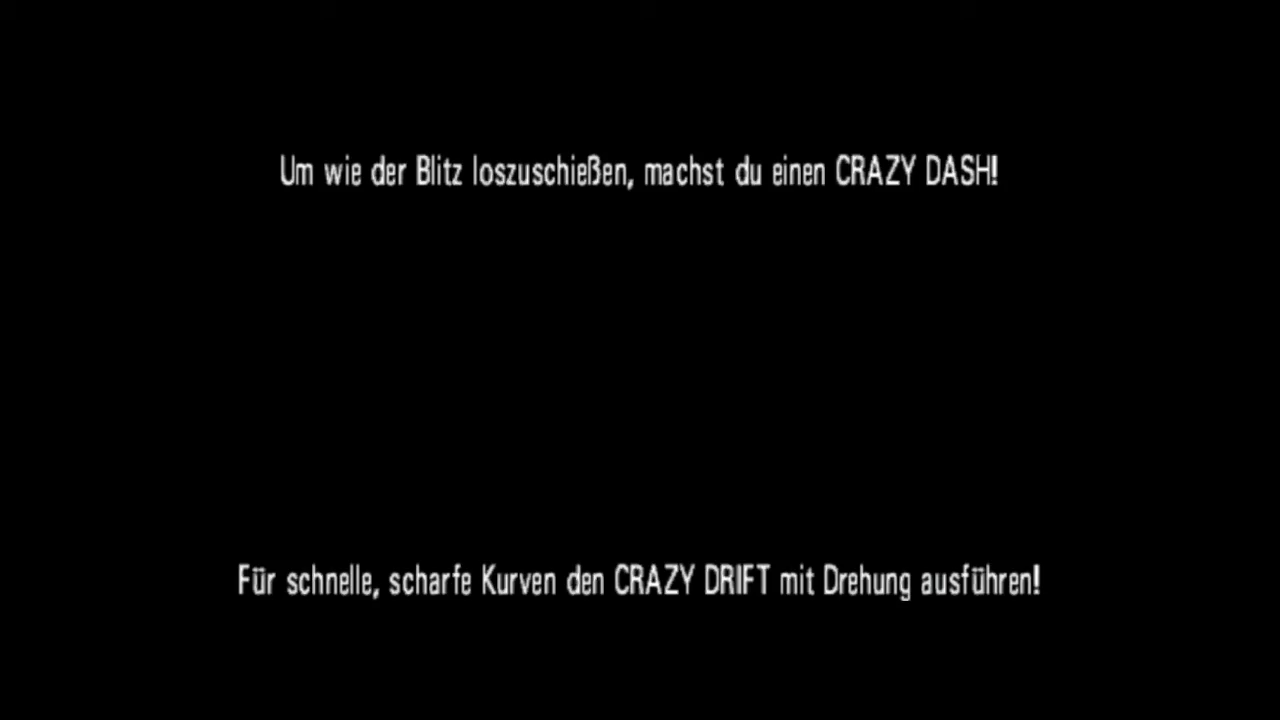 Um wie der Blitz loszuschießen, machst du einen CRAZY DASH!
Für schnelle, scharfe Kurven den CRAZY DRIFT mit Drehung ausführen!